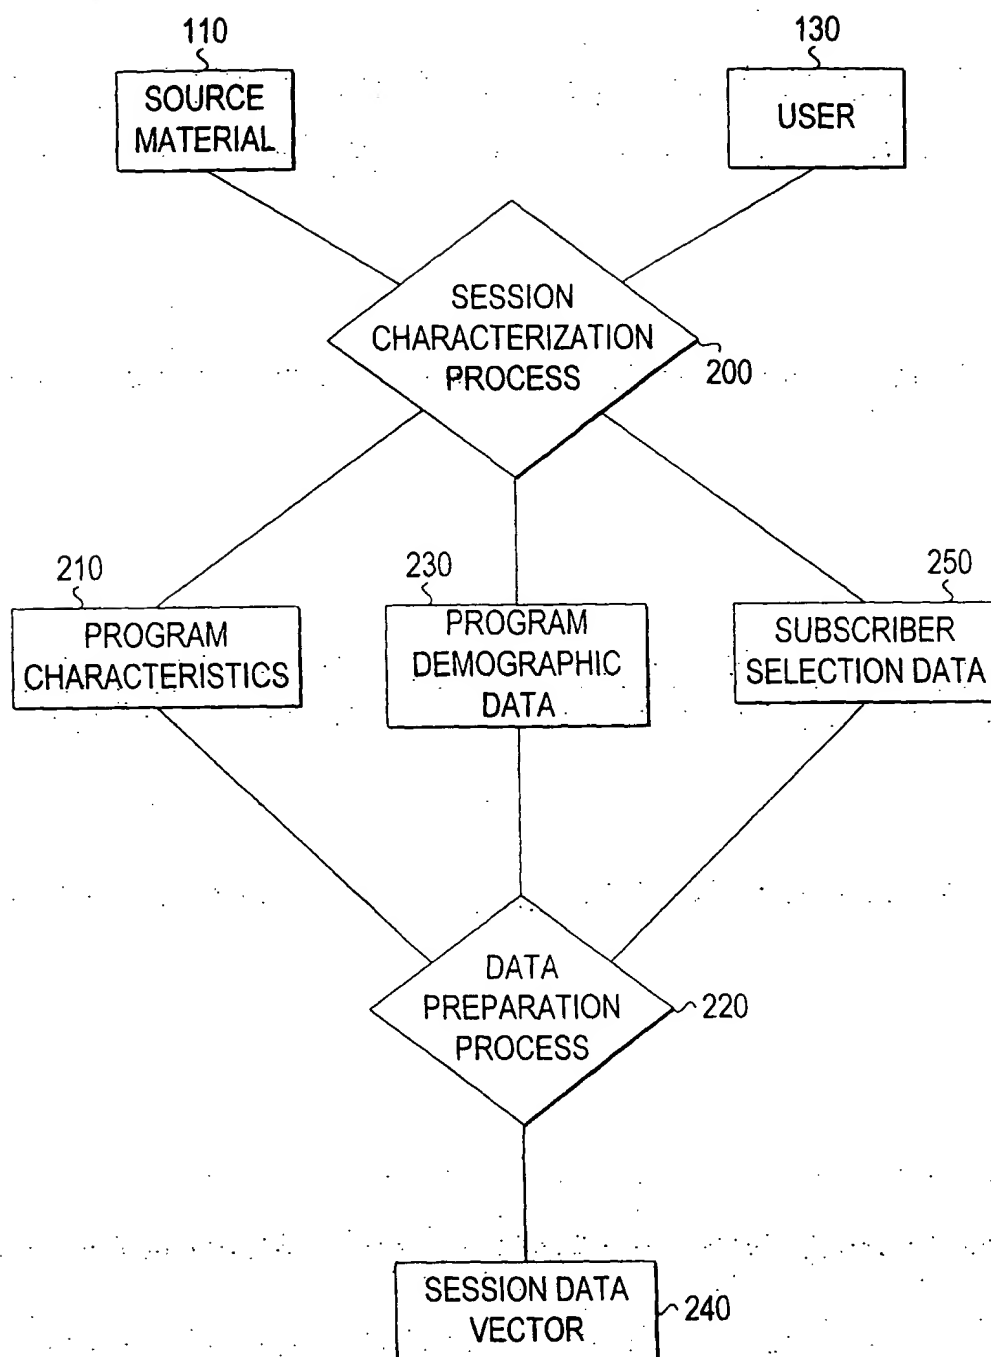 110
130
SOURCE
MATERIAL
USER
SESSION
CHARACTERIZATION
PROCESS
200
210
230
250
PROGRAM
CHARACTERISTICS
PROGRAM
DEMOGRAPHIC
DATA
SUBSCRIBER
SELECTION DATA
DATA
PREPARATION
PROCESS
220
SESSION DATA
VECTOR
240